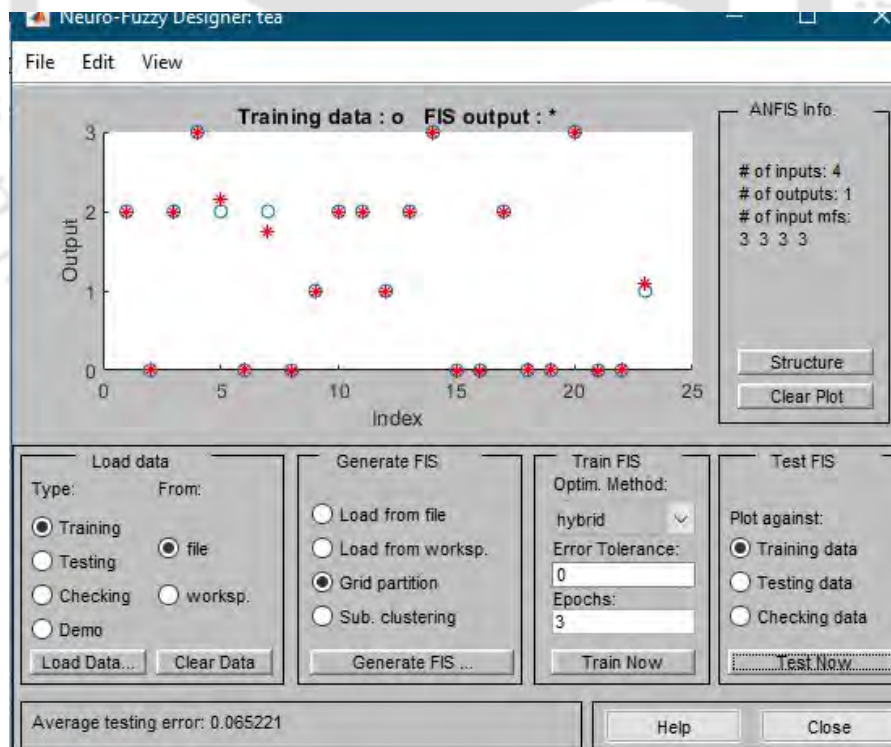 Neuro-Fuzzy Designer: tea
File Edit View
Training data : o FIS output : *
3
2
1
0
Output
0 5 10 15 20 25
Index
ANFIS Info.
# of inputs: 4
# of outputs: 1
# of input mfs:
3 3 3 3
Structure
Clear Plot
Load data
Type: From:
Training
file
Testing
Checking
worksp.
Demo
Load Data... Clear Data
Generate FIS
Load from file
Load from worksp.
Grid partition
Sub. clustering
Generate FIS ...
Train FIS
Optim. Method:
hybrid
Error Tolerance:
0
Epochs:
3
Train Now
Test FIS
Plot against:
Training data
Testing data
Checking data
Test Now
Average testing error: 0.065221
Help Close